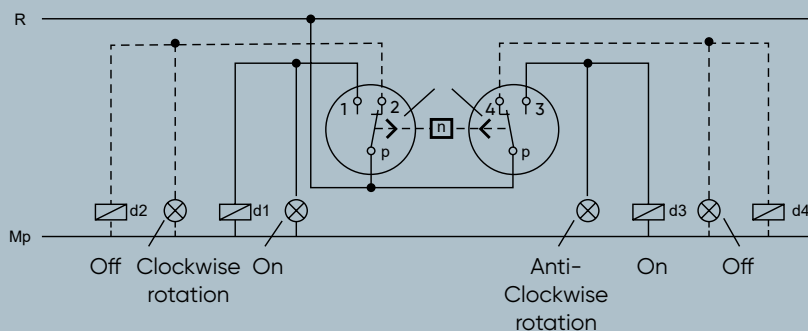 R
1 2 4 3
n
p p
d2 d1 d3 d4
Mp
Off Clockwise On Anti- On Off
rotation Clockwise
rotation